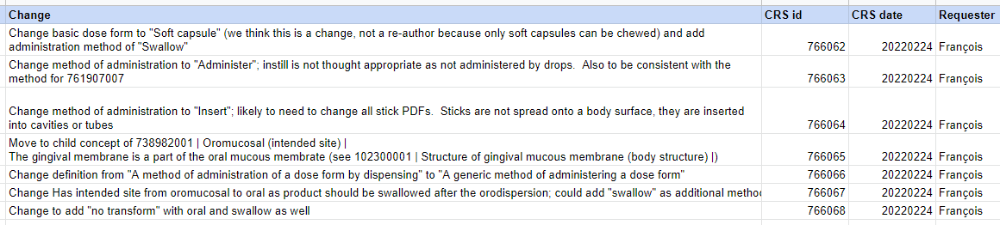 Change CRS id CRS date Requester
Change basic dose form to "Soft capsule" (we think this is a change, not a re-author because only soft capsules can be chewed) and add
administration method of "Swallow" 766062 20220224 François
Change method of administration to "Administer"; instill is not thought appropriate as not administered by drops. Also to be consistent with the
method for 761907007 766063 20220224 François
Change method of administration to "Insert"; likely to need to change all stick PDFs. Sticks are not spread onto a body surface, they are inserted
into cavities or tubes 766064 20220224 François
Move to child concept of 738982001 | Oromucosal (intended site) |
The gingival membrane is a part of the oral mucous membrate (see 102300001 | Structure of gingival mucous membrane (body structure) |) 766065 20220224 François
Change definition from "A method of administration of a dose form by dispensing" to "A generic method of administering a dose form" 766066 20220224 François
Change Has intended site from oromucosal to oral as product should be swallowed after the orodispersion; could add "swallow" as additional metho 766067 20220224 François
Change to add "no transform" with oral and swallow as well 766068 20220224 François